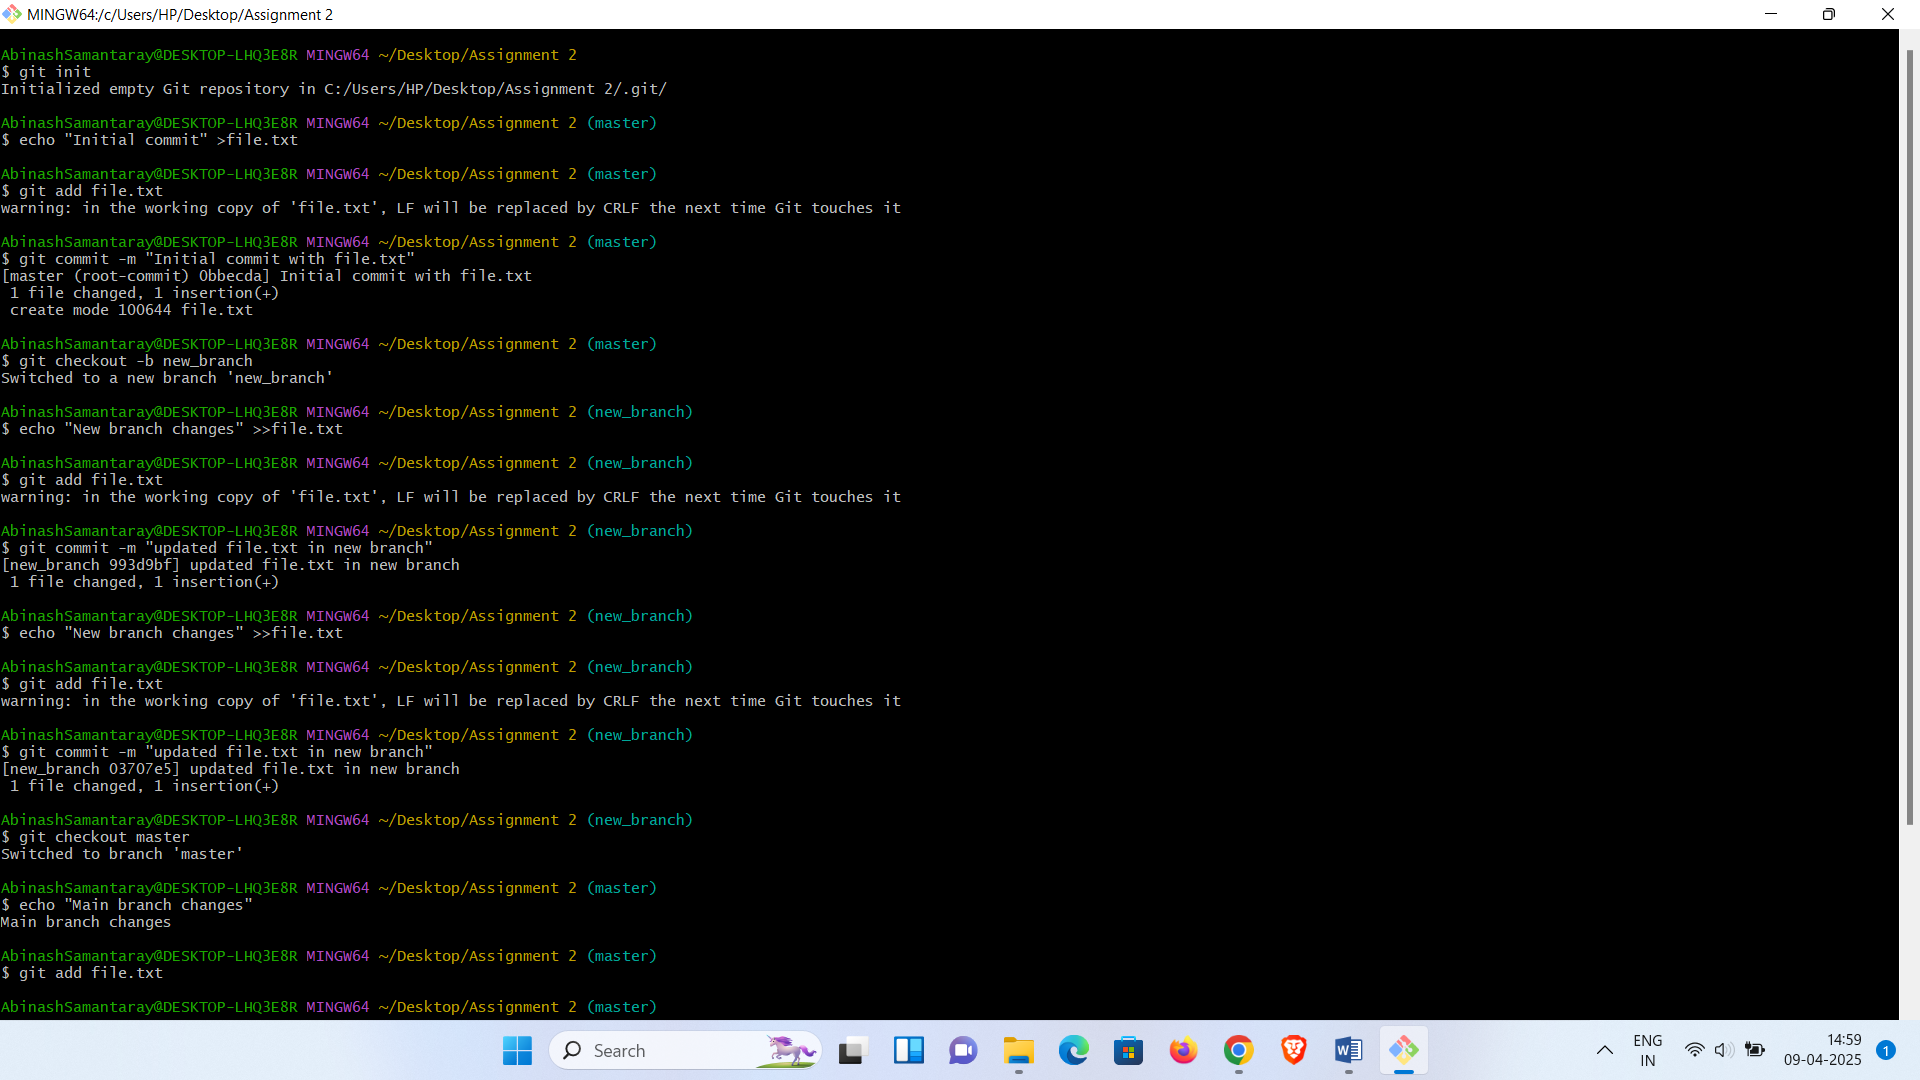 MINGW64:/c/Users/HP/Desktop/Assignment 2
AbinashSamantaray@DESKTOP-LHQ3E8R MINGW64 ~/Desktop/Assignment 2
$ git init
Initialized empty Git repository in C:/Users/HP/Desktop/Assignment 2/.git/
AbinashSamantaray@DESKTOP-LHQ3E8R MINGW64 ~/Desktop/Assignment 2 (master)
$ echo "Initial commit" >file.txt
AbinashSamantaray@DESKTOP-LHQ3E8R MINGW64 ~/Desktop/Assignment 2 (master)
$ git add file.txt
warning: in the working copy of 'file.txt', LF will be replaced by CRLF the next time Git touches it
AbinashSamantaray@DESKTOP-LHQ3E8R MINGW64 ~/Desktop/Assignment 2 (master)
$ git commit -m "Initial commit with file.txt"
[master (root-commit) 0bbecda] Initial commit with file.txt
1 file changed, 1 insertion(+)
create mode 100644 file.txt
AbinashSamantaray@DESKTOP-LHQ3E8R MINGW64 ~/Desktop/Assignment 2 (master)
$ git checkout -b new_branch
Switched to a new branch 'new_branch'
AbinashSamantaray@DESKTOP-LHQ3E8R MINGW64 ~/Desktop/Assignment 2 (new_branch)
$ echo "New branch changes" >>file.txt
AbinashSamantaray@DESKTOP-LHQ3E8R MINGW64 ~/Desktop/Assignment 2 (new_branch)
$ git add file.txt
warning: in the working copy of 'file.txt', LF will be replaced by CRLF the next time Git touches it
AbinashSamantaray@DESKTOP-LHQ3E8R MINGW64 ~/Desktop/Assignment 2 (new_branch)
$ git commit -m "updated file.txt in new branch"
[new_branch 993d9bf] updated file.txt in new branch
1 file changed, 1 insertion(+)
AbinashSamantaray@DESKTOP-LHQ3E8R MINGW64 ~/Desktop/Assignment 2 (new_branch)
$ echo "New branch changes" >>file.txt
AbinashSamantaray@DESKTOP-LHQ3E8R MINGW64 ~/Desktop/Assignment 2 (new_branch)
$ git add file.txt
warning: in the working copy of 'file.txt', LF will be replaced by CRLF the next time Git touches it
AbinashSamantaray@DESKTOP-LHQ3E8R MINGW64 ~/Desktop/Assignment 2 (new_branch)
$ git commit -m "updated file.txt in new branch"
[new_branch 03707e5] updated file.txt in new branch
1 file changed, 1 insertion(+)
AbinashSamantaray@DESKTOP-LHQ3E8R MINGW64 ~/Desktop/Assignment 2 (new_branch)
$ git checkout master
Switched to branch 'master'
AbinashSamantaray@DESKTOP-LHQ3E8R MINGW64 ~/Desktop/Assignment 2 (master)
$ echo "Main branch changes"
Main branch changes
AbinashSamantaray@DESKTOP-LHQ3E8R MINGW64 ~/Desktop/Assignment 2 (master)
$ git add file.txt
AbinashSamantaray@DESKTOP-LHQ3E8R MINGW64 ~/Desktop/Assignment 2 (master)
Search
ENG
IN
14:59
09-04-2025
1